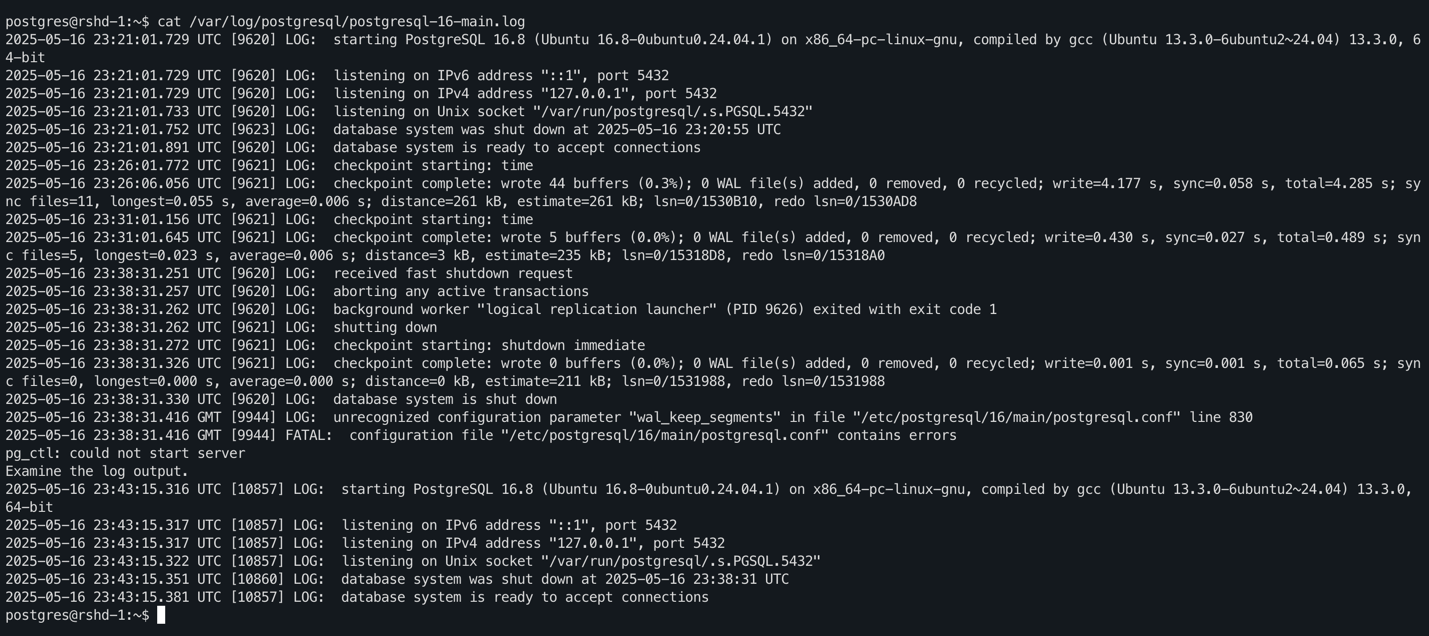 postgres@rshd-1:~$ cat /var/log/postgresql/postgresql-16-main.log
2025-05-16 23:21:01.729 UTC [9620] LOG:  starting PostgreSQL 16.8 (Ubuntu 16.8-0ubuntu0.24.04.1) on x86_64-pc-linux-gnu, compiled by gcc (Ubuntu 13.3.0-6ubuntu2~24.04) 13.3.0, 6
4-bit
2025-05-16 23:21:01.729 UTC [9620] LOG:  listening on IPv6 address "::1", port 5432
2025-05-16 23:21:01.729 UTC [9620] LOG:  listening on IPv4 address "127.0.0.1", port 5432
2025-05-16 23:21:01.733 UTC [9620] LOG:  listening on Unix socket "/var/run/postgresql/.s.PGSQL.5432"
2025-05-16 23:21:01.752 UTC [9623] LOG:  database system was shut down at 2025-05-16 23:20:55 UTC
2025-05-16 23:21:01.891 UTC [9620] LOG:  database system is ready to accept connections
2025-05-16 23:26:01.772 UTC [9621] LOG:  checkpoint starting: time
2025-05-16 23:26:06.056 UTC [9621] LOG:  checkpoint complete: wrote 44 buffers (0.3%); 0 WAL file(s) added, 0 removed, 0 recycled; write=4.177 s, sync=0.058 s, total=4.285 s; sy
nc files=11, longest=0.055 s, average=0.006 s; distance=261 kB, estimate=261 kB; lsn=0/1530B10, redo lsn=0/1530AD8
2025-05-16 23:31:01.156 UTC [9621] LOG:  checkpoint starting: time
2025-05-16 23:31:01.645 UTC [9621] LOG:  checkpoint complete: wrote 5 buffers (0.0%); 0 WAL file(s) added, 0 removed, 0 recycled; write=0.430 s, sync=0.027 s, total=0.489 s; syn
c files=5, longest=0.023 s, average=0.006 s; distance=3 kB, estimate=235 kB; lsn=0/15318D8, redo lsn=0/15318A0
2025-05-16 23:38:31.251 UTC [9620] LOG:  received fast shutdown request
2025-05-16 23:38:31.257 UTC [9620] LOG:  aborting any active transactions
2025-05-16 23:38:31.262 UTC [9620] LOG:  background worker "logical replication launcher" (PID 9626) exited with exit code 1
2025-05-16 23:38:31.262 UTC [9621] LOG:  shutting down
2025-05-16 23:38:31.272 UTC [9621] LOG:  checkpoint starting: shutdown immediate
2025-05-16 23:38:31.326 UTC [9621] LOG:  checkpoint complete: wrote 0 buffers (0.0%); 0 WAL file(s) added, 0 removed, 0 recycled; write=0.001 s, sync=0.001 s, total=0.065 s; syn
c files=0, longest=0.000 s, average=0.000 s; distance=0 kB, estimate=211 kB; lsn=0/1531988, redo lsn=0/1531988
2025-05-16 23:38:31.330 UTC [9620] LOG:  database system is shut down
2025-05-16 23:38:31.416 GMT [9944] LOG:  unrecognized configuration parameter "wal_keep_segments" in file "/etc/postgresql/16/main/postgresql.conf" line 830
2025-05-16 23:38:31.416 GMT [9944] FATAL:  configuration file "/etc/postgresql/16/main/postgresql.conf" contains errors
pg_ctl: could not start server
Examine the log output.
2025-05-16 23:43:15.316 UTC [10857] LOG:  starting PostgreSQL 16.8 (Ubuntu 16.8-0ubuntu0.24.04.1) on x86_64-pc-linux-gnu, compiled by gcc (Ubuntu 13.3.0-6ubuntu2~24.04) 13.3.0,
64-bit
2025-05-16 23:43:15.317 UTC [10857] LOG:  listening on IPv6 address "::1", port 5432
2025-05-16 23:43:15.317 UTC [10857] LOG:  listening on IPv4 address "127.0.0.1", port 5432
2025-05-16 23:43:15.322 UTC [10857] LOG:  listening on Unix socket "/var/run/postgresql/.s.PGSQL.5432"
2025-05-16 23:43:15.351 UTC [10860] LOG:  database system was shut down at 2025-05-16 23:38:31 UTC
2025-05-16 23:43:15.381 UTC [10857] LOG:  database system is ready to accept connections
postgres@rshd-1:~$